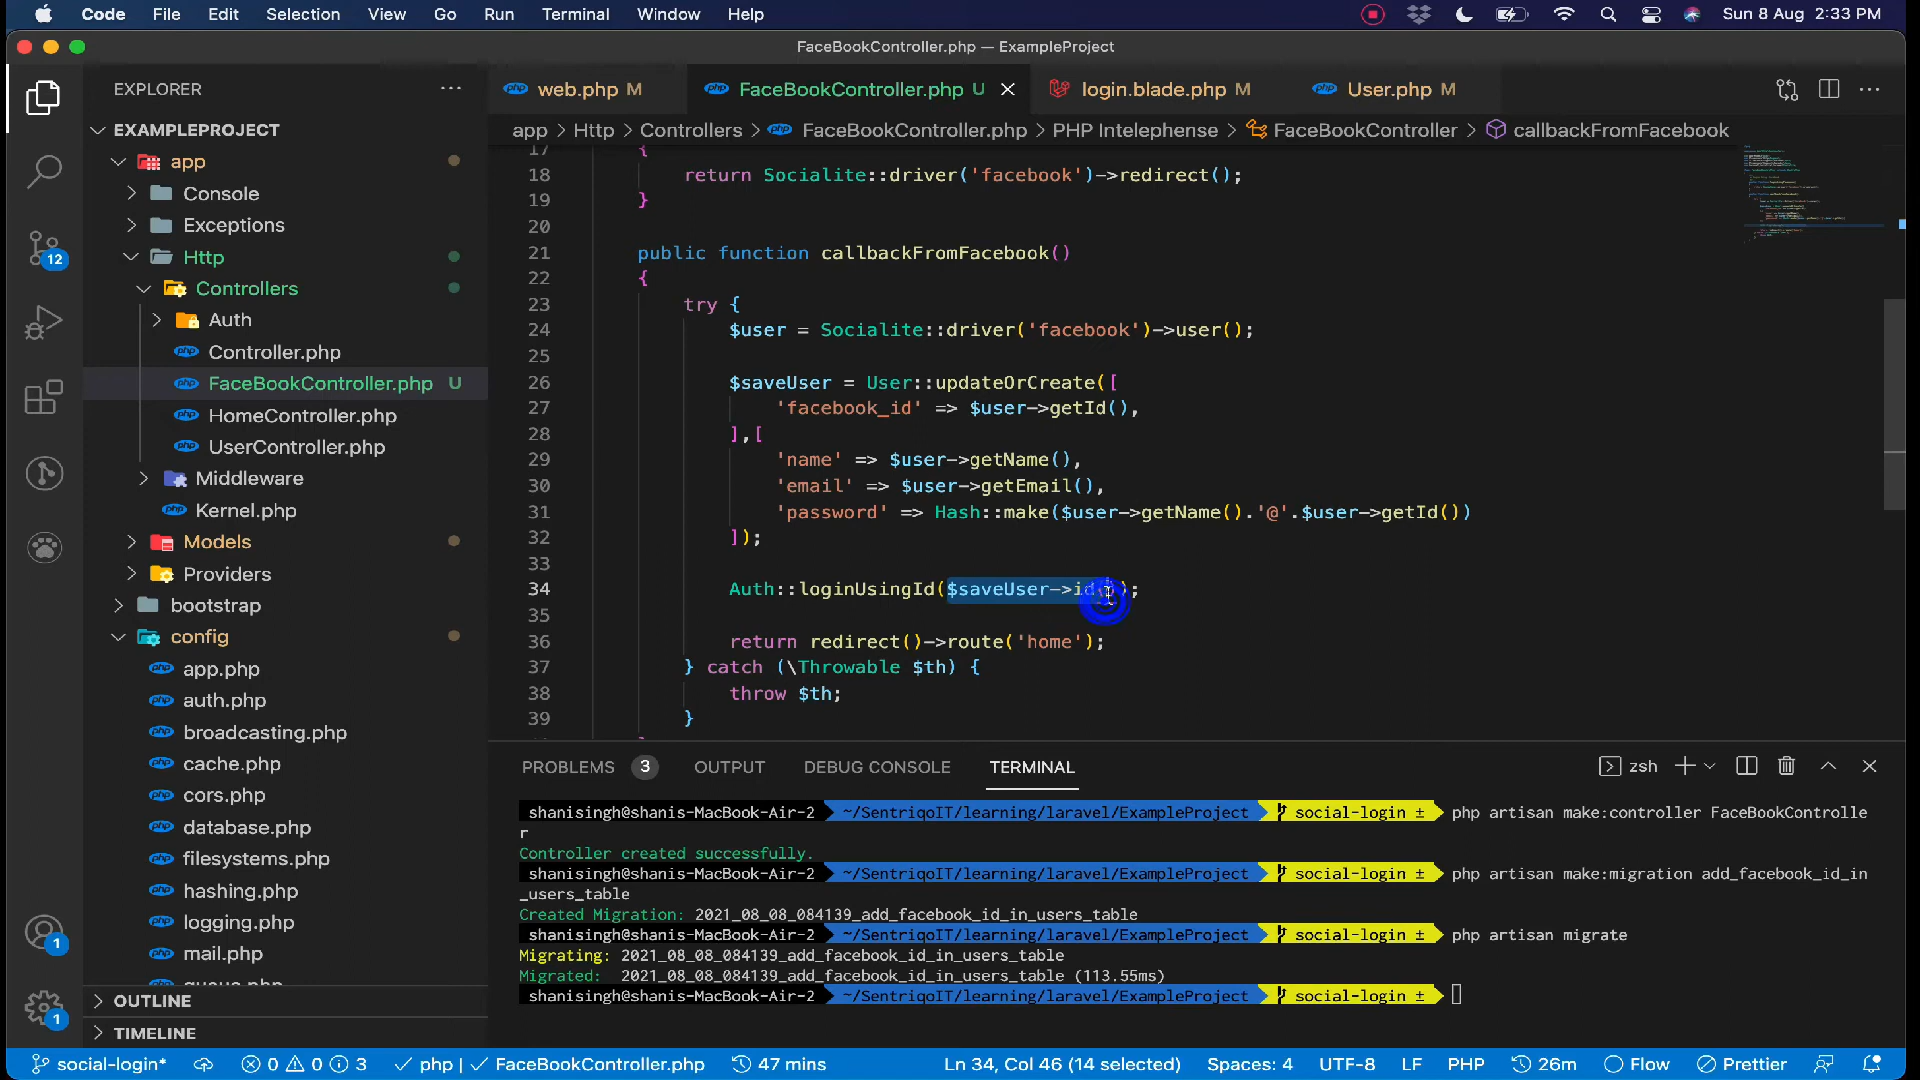 Code File Edit Selection View Go Run Terminal Window Help Sun 8 Aug 2:33 PM
FaceBookController.php — ExampleProject
EXPLORER
web.php M FaceBookController.php U login.blade.php M User.php M
app > Http > Controllers > FaceBookController.php > PHP Intelephense > FaceBookController > callbackFromFacebook
EXAMPLEPROJECT
app
Console
Exceptions
Http
Controllers
Auth
Controller.php
FaceBookController.php U
HomeController.php
UserController.php
Middleware
Kernel.php
Models
Providers
bootstrap
config
app.php
auth.php
broadcasting.php
cache.php
cors.php
database.php
filesystems.php
hashing.php
logging.php
mail.php
queue.php
OUTLINE
TIMELINE
12
1
1
17 {
18 return Socialite::driver('facebook')->redirect();
19 }
20
21 public function callbackFromFacebook()
22 {
23 try {
24 $user = Socialite::driver('facebook')->user();
25
26 $saveUser = User::updateOrCreate([
27 'facebook_id' => $user->getId(),
28 ],[
29 'name' => $user->getName(),
30 'email' => $user->getEmail(),
31 'password' => Hash::make($user->getName().'@'.$user->getId())
32 ]);
33
34 Auth::loginUsingId($saveUser->id);
35
36 return redirect()->route('home');
37 } catch (\Throwable $th) {
38 throw $th;
39 }
PROBLEMS 3 OUTPUT DEBUG CONSOLE TERMINAL zsh
shanisingh@shanis-MacBook-Air-2 ~/SentriqoIT/learning/laravel/ExampleProject social-login ± php artisan make:controller FaceBookControlle
r
Controller created successfully.
shanisingh@shanis-MacBook-Air-2 ~/SentriqoIT/learning/laravel/ExampleProject social-login ± php artisan make:migration add_facebook_id_in
_users_table
Created Migration: 2021_08_08_084139_add_facebook_id_in_users_table
shanisingh@shanis-MacBook-Air-2 ~/SentriqoIT/learning/laravel/ExampleProject social-login ± php artisan migrate
Migrating: 2021_08_08_084139_add_facebook_id_in_users_table
Migrated: 2021_08_08_084139_add_facebook_id_in_users_table (113.55ms)
shanisingh@shanis-MacBook-Air-2 ~/SentriqoIT/learning/laravel/ExampleProject social-login ±
social-login* 0 0 3 php | FaceBookController.php 47 mins Ln 34, Col 46 (14 selected) Spaces: 4 UTF-8 LF PHP 26m Flow Prettier